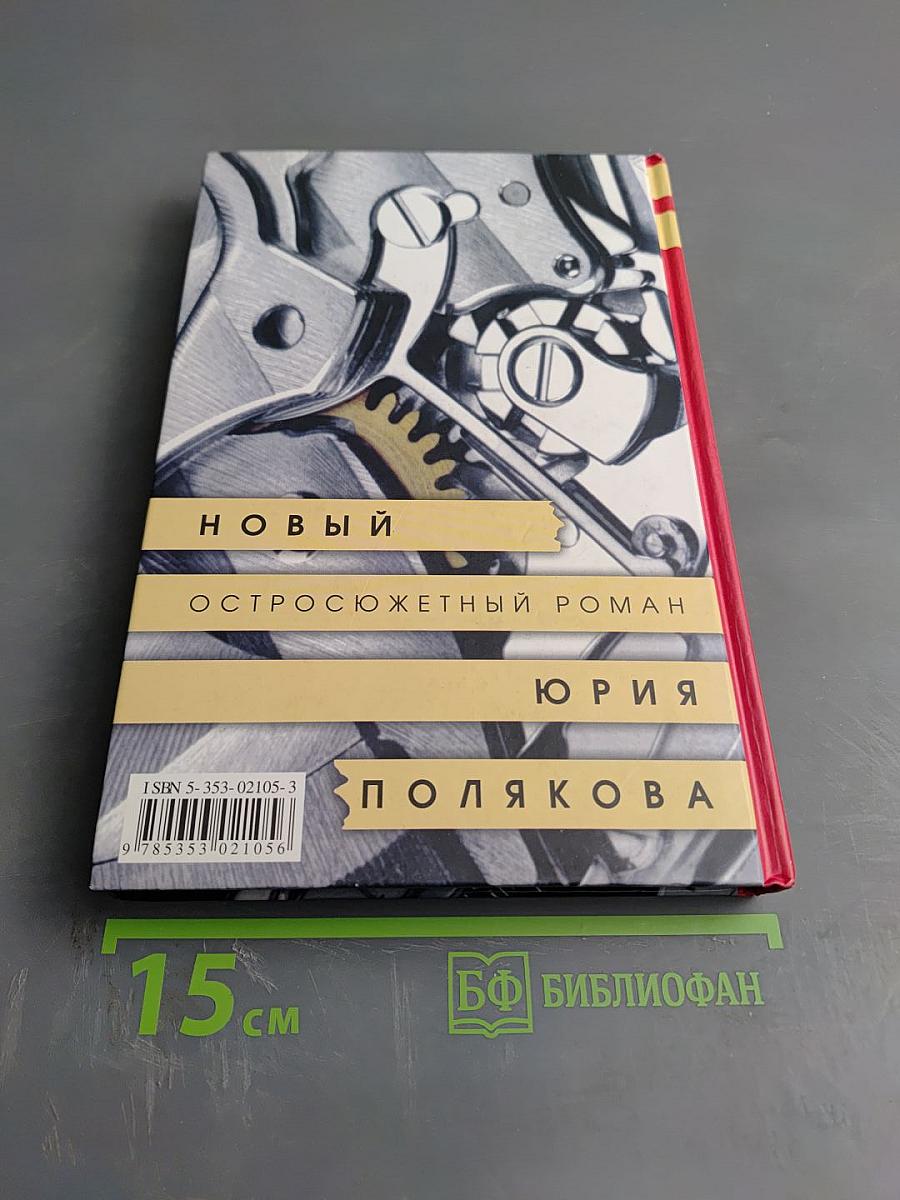 НОВЫЙ
ОСТРОСЮЖЕТНЫЙ РОМАН
ЮРИЯ
ПОЛЯКОВА
ISBN 5-353-02105-3
9 785353 021056
15 см
БФ БИБЛИОФАН